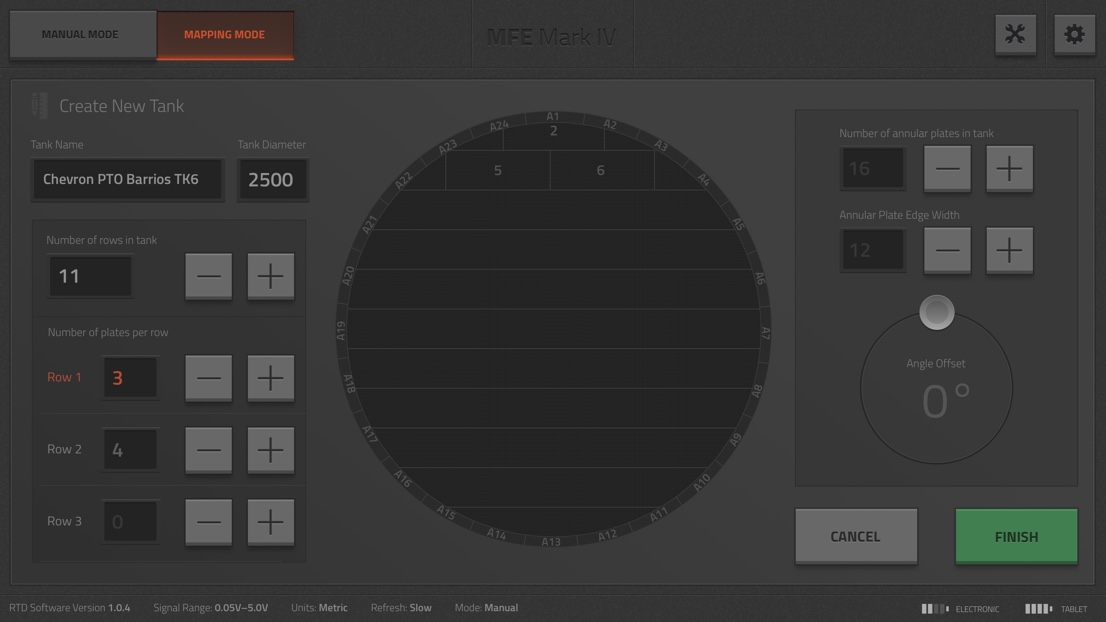 MANUAL MODE
MAPPING MODE
MFE Mark IV
Create New Tank
Tank Name
Tank Diameter
Chevron PTO Barrios TK6
2500
Number of rows in tank
11
Number of plates per row
Row 1
3
Row 2
4
Row 3
0
A1
A2
A3
A4
A5
A6
A7
A8
A9
A10
A11
A12
A13
A14
A15
A16
A17
A18
A19
A20
A21
A22
A23
A24
2
5
6
Number of annular plates in tank
16
Annular Plate Edge Width
12
Angle Offset
0°
CANCEL
FINISH
RTD Software Version 1.0.4
Signal Range: 0.05V–5.0V
Units: Metric
Refresh: Slow
Mode: Manual
ELECTRONIC
TABLET